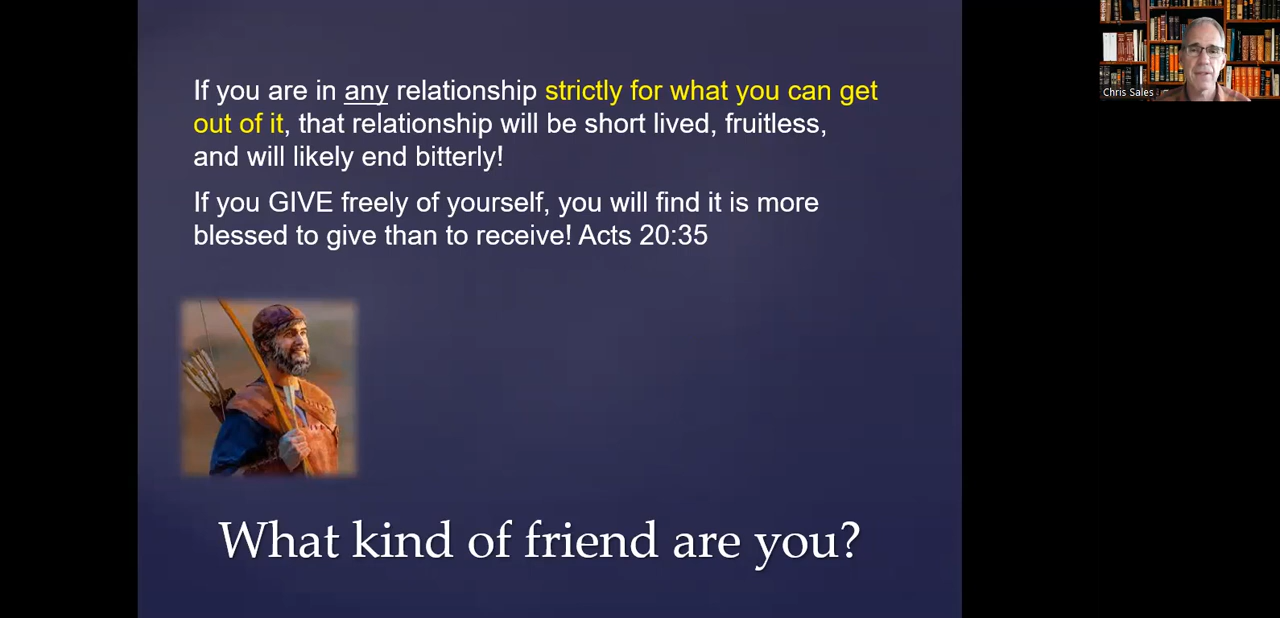 If you are in any relationship strictly for what you can get
out of it, that relationship will be short lived, fruitless,
and will likely end bitterly!
If you GIVE freely of yourself, you will find it is more
blessed to give than to receive! Acts 20:35
What kind of friend are you?
Chris Sales